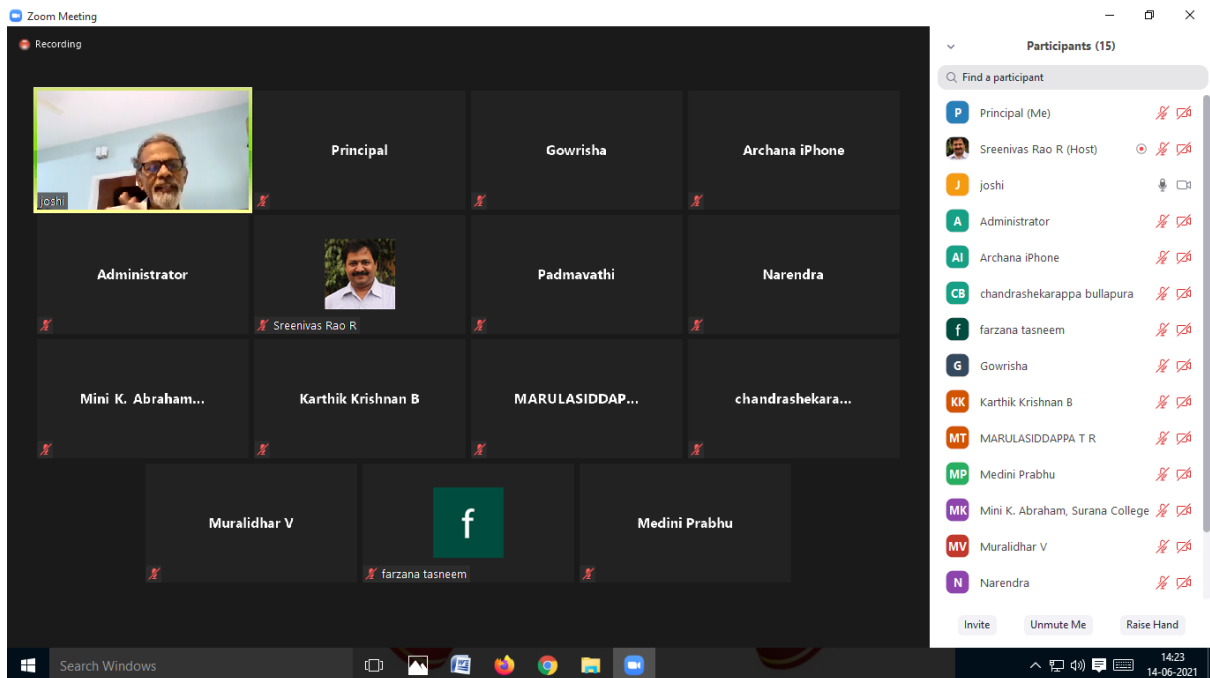 Zoom Meeting
Recording
joshi
Principal
Gowrisha
Archana iPhone
Administrator
Sreenivas Rao R
Padmavathi
Narendra
Mini K. Abraham...
Karthik Krishnan B
MARULASIDDAP...
chandrashekara...
Muralidhar V
f
farzana tasneem
Medini Prabhu
Participants (15)
Find a participant
P Principal (Me)
Sreenivas Rao R (Host)
J joshi
A Administrator
AI Archana iPhone
CB chandrashekarappa bullapura
f farzana tasneem
G Gowrisha
KK Karthik Krishnan B
MT MARULASIDDAPPA T R
MP Medini Prabhu
MK Mini K. Abraham, Surana College
MV Muralidhar V
N Narendra
Invite Unmute Me Raise Hand
Search Windows
14:23
14-06-2021